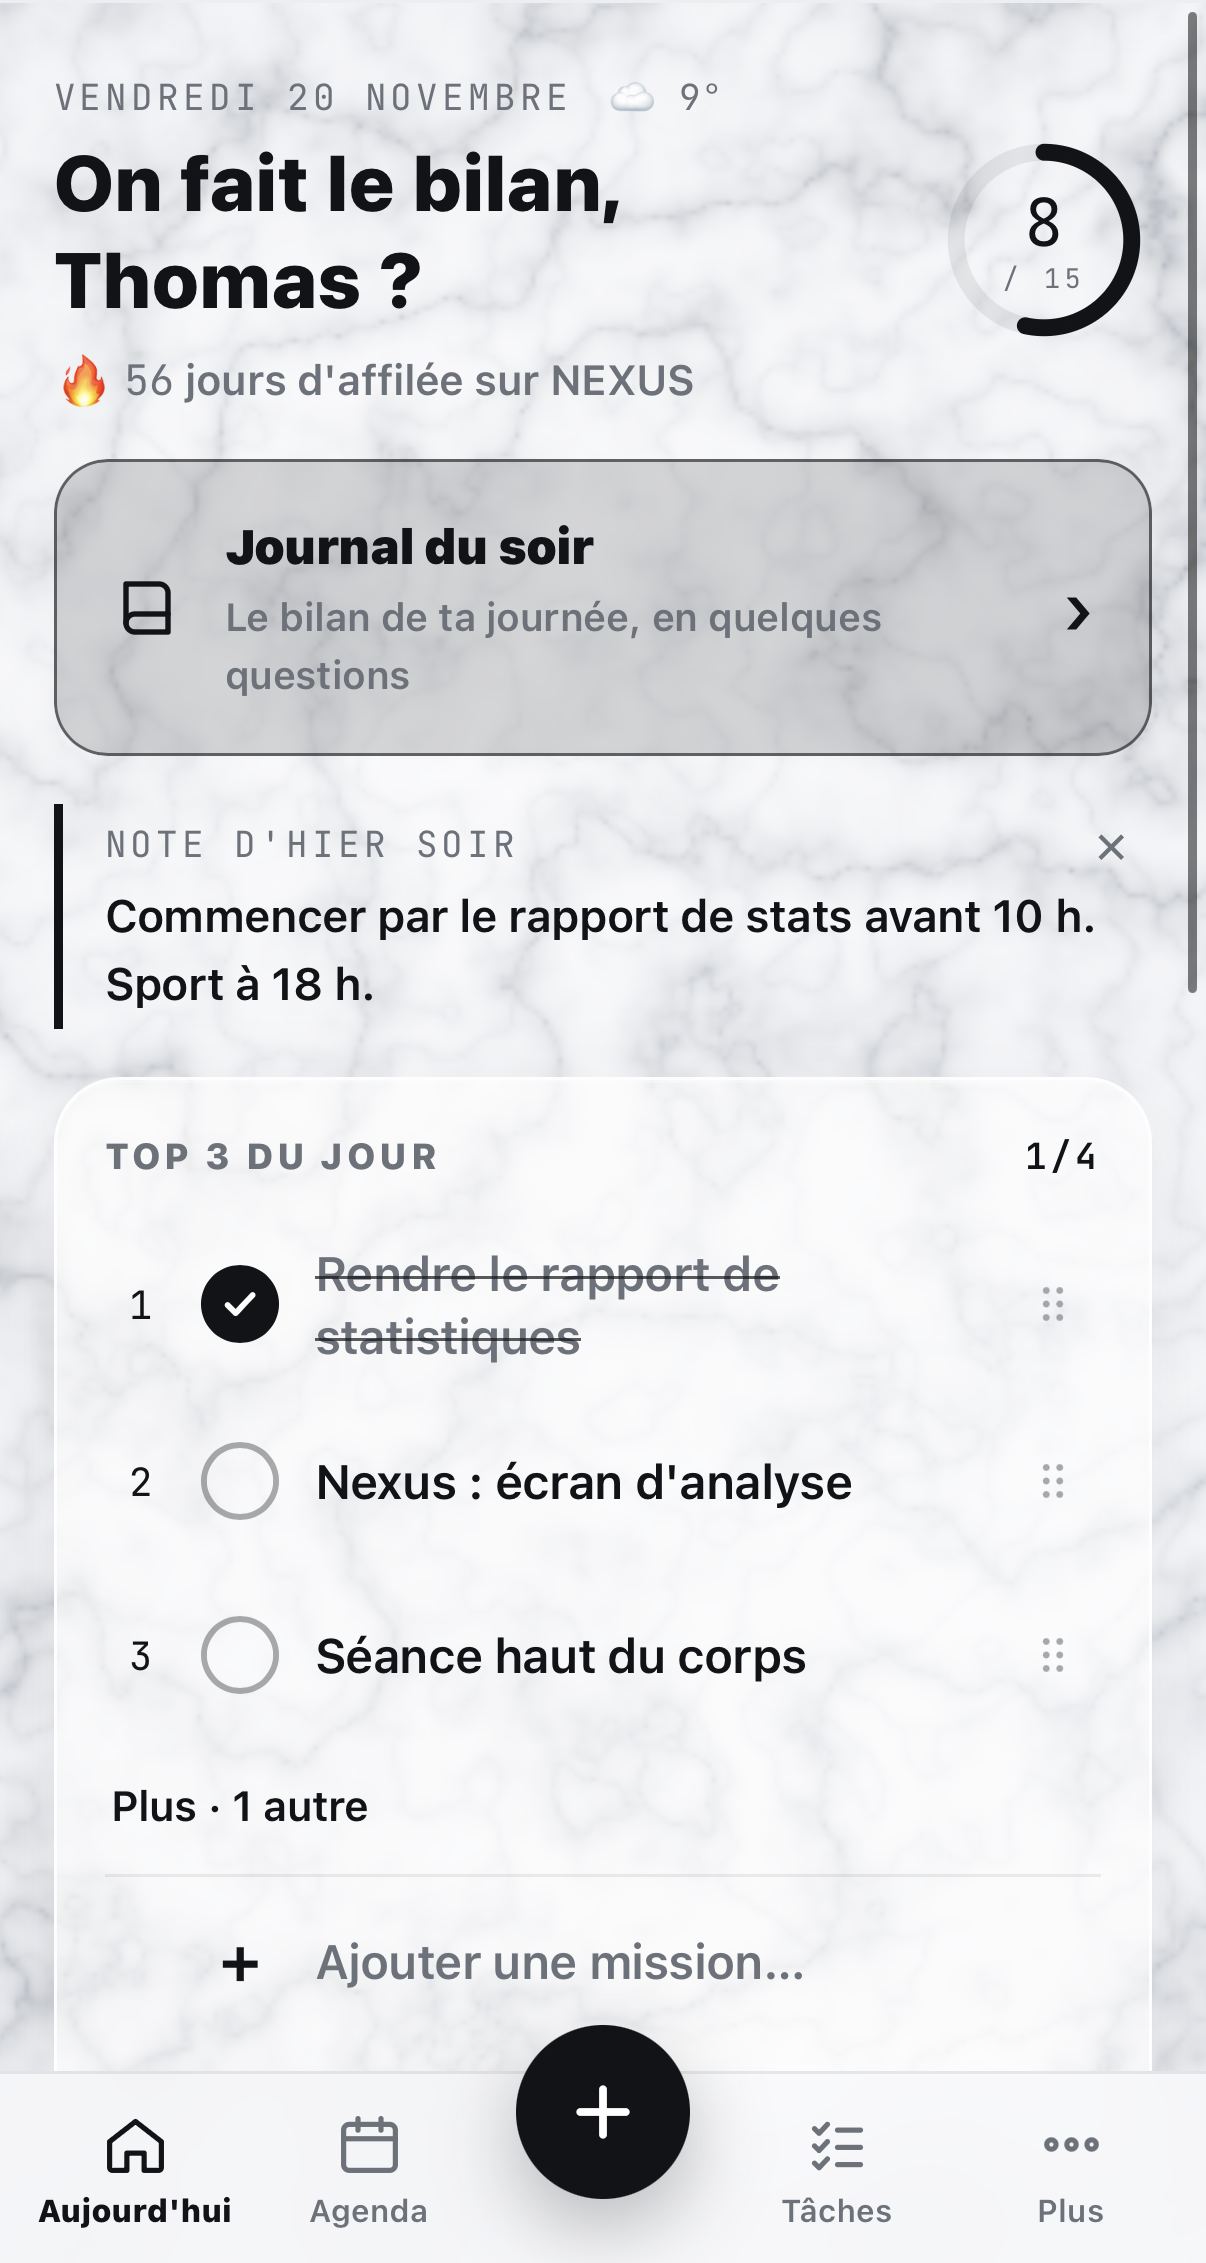 VENDREDI 20 NOVEMBRE ☁️ 9°
On fait le bilan,
Thomas ?
8
/ 15
🔥 56 jours d'affilée sur NEXUS
Journal du soir
Le bilan de ta journée, en quelques
questions
NOTE D'HIER SOIR
Commencer par le rapport de stats avant 10 h.
Sport à 18 h.
TOP 3 DU JOUR 1/4
1 Rendre le rapport de
statistiques
2 Nexus : écran d'analyse
3 Séance haut du corps
Plus · 1 autre
+ Ajouter une mission...
Aujourd'hui Agenda Tâches Plus